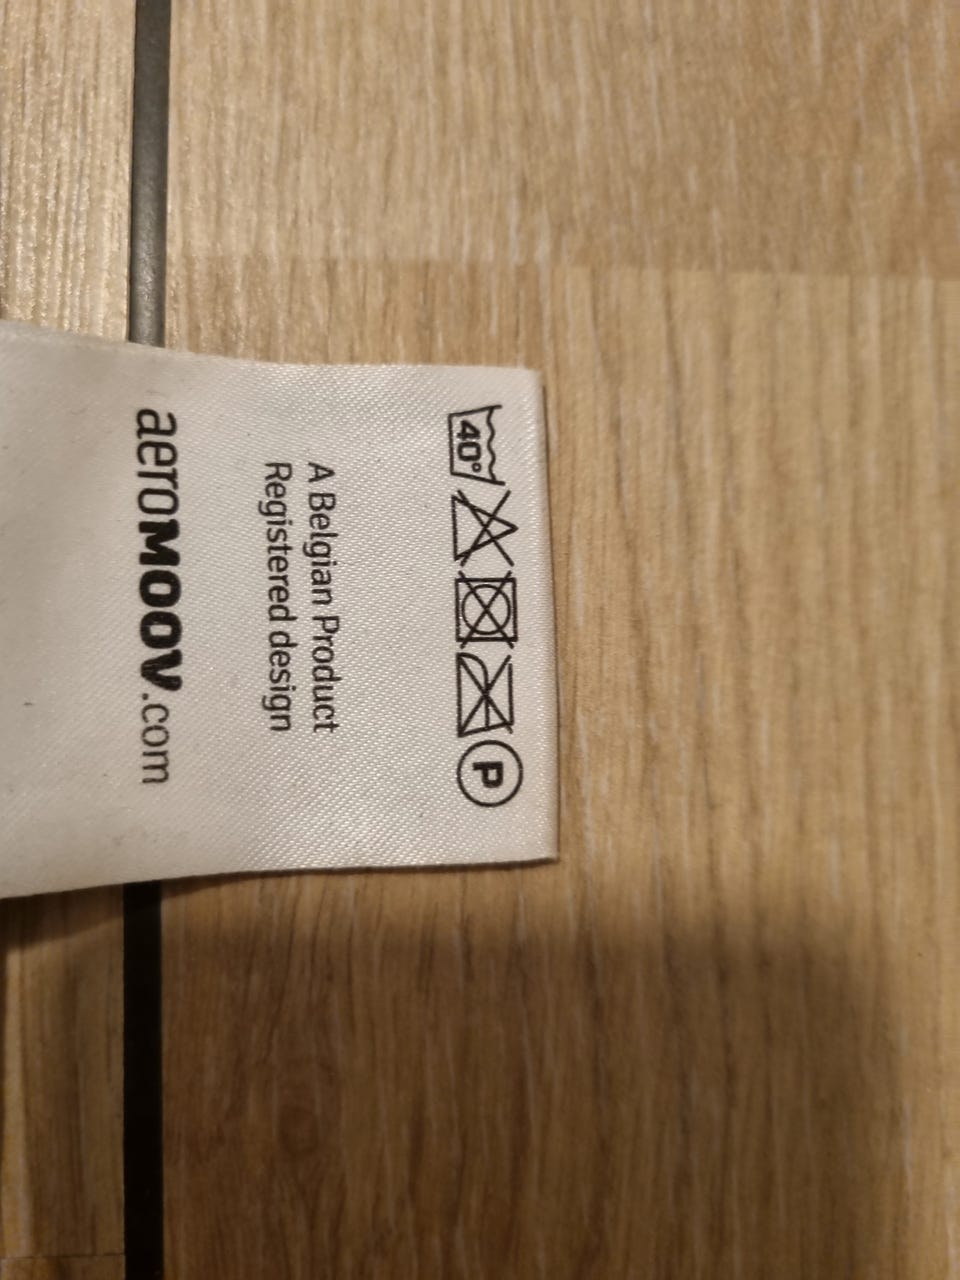 40°
P
A Belgian Product
Registered design
aeroMOOV.com